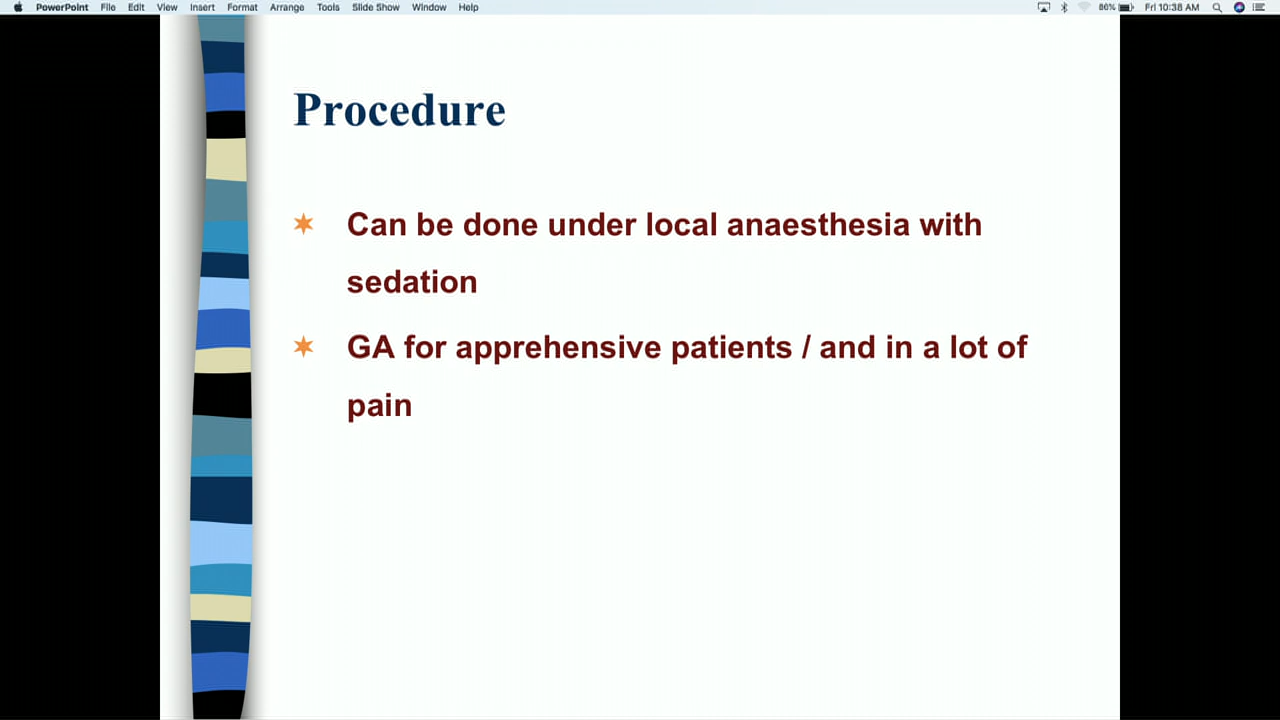 PowerPoint File Edit View Insert Format Arrange Tools Slide Show Window Help 86% Fri 10:38 AM
Procedure
Can be done under local anaesthesia with
sedation
GA for apprehensive patients / and in a lot of
pain